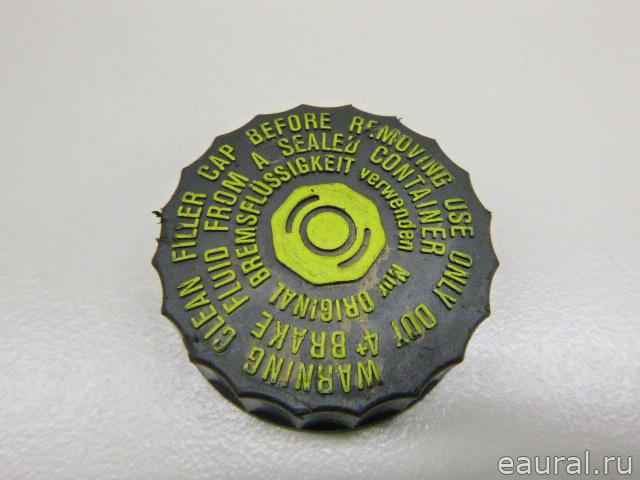 WARNING CLEAN FILLER CAP BEFORE REMOVING USE ONLY DOT 4+
BRAKE FLUID FROM A SEALED CONTAINER
Nur ORIGINAL BREMSFLÜSSIGKEIT verwenden
eaural.ru